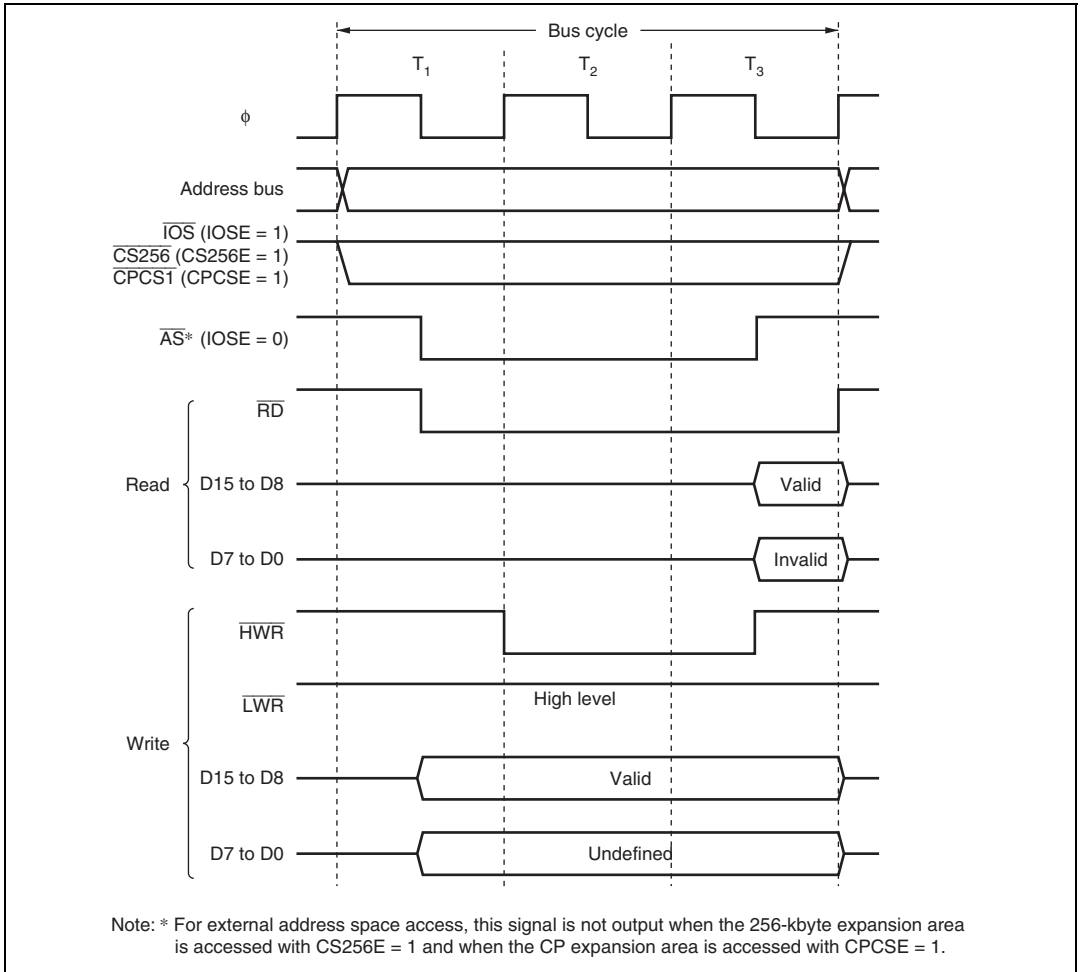 Bus cycle
T1 T2 T3
ϕ
Address bus
IOS (IOSE = 1)
CS256 (CS256E = 1)
CPCS1 (CPCSE = 1)
AS* (IOSE = 0)
RD
Read
D15 to D8
Valid
D7 to D0
Invalid
HWR
LWR
High level
Write
D15 to D8
Valid
D7 to D0
Undefined
Note: * For external address space access, this signal is not output when the 256-kbyte expansion area
is accessed with CS256E = 1 and when the CP expansion area is accessed with CPCSE = 1.